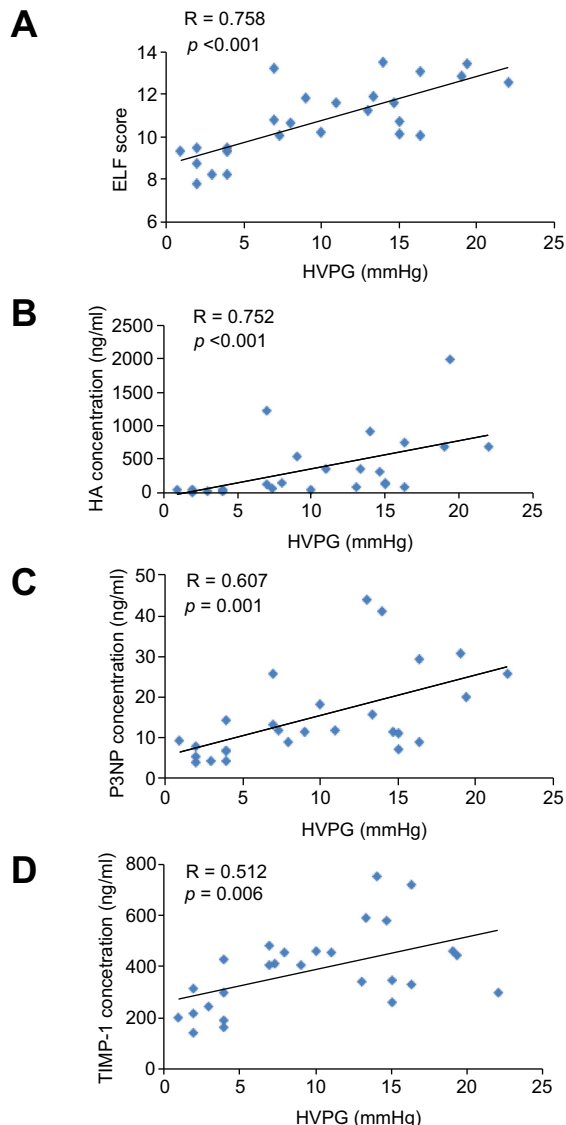 A
R = 0.758
p <0.001
ELF score
14
12
10
8
6
0 5 10 15 20 25
HVPG (mmHg)
B
R = 0.752
p <0.001
HA concentration (ng/ml)
2500
2000
1500
1000
500
0
0 5 10 15 20 25
HVPG (mmHg)
C
R = 0.607
p = 0.001
P3NP concentration (ng/ml)
50
40
30
20
10
0
0 5 10 15 20 25
HVPG (mmHg)
D
R = 0.512
p = 0.006
TIMP-1 concetration (ng/ml)
800
600
400
200
0
0 5 10 15 20 25
HVPG (mmHg)